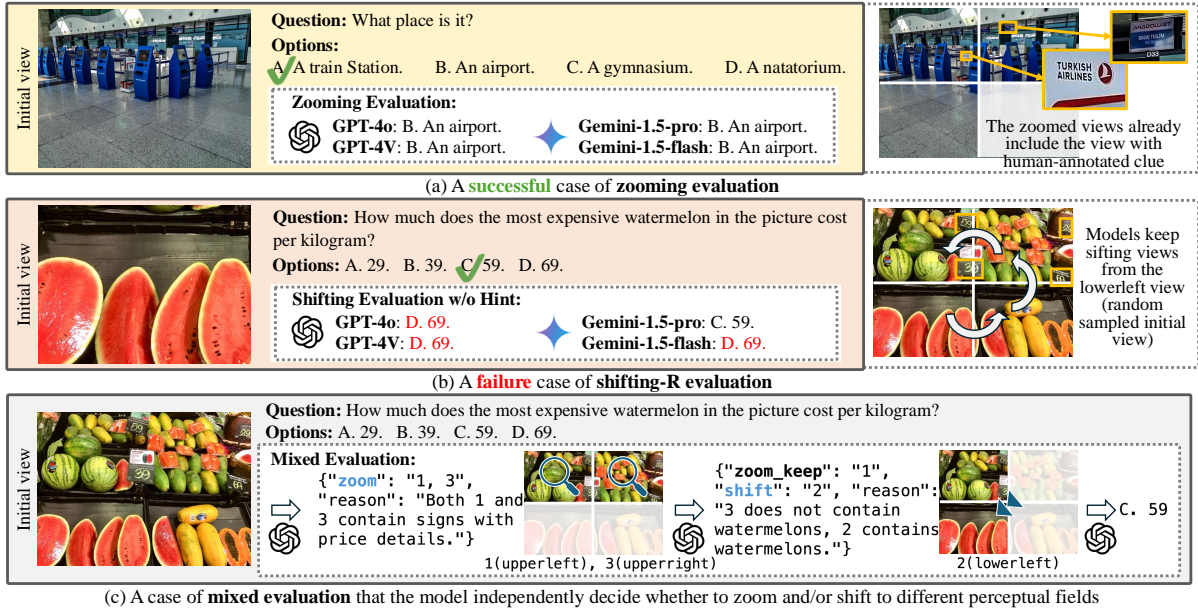 Initial view
Question: What place is it?
Options:
A. A train Station. B. An airport. C. A gymnasium. D. A natatorium.
Zooming Evaluation:
GPT-4o: B. An airport. Gemini-1.5-pro: B. An airport.
GPT-4V: B. An airport. Gemini-1.5-flash: B. An airport.
ANADOLUJET
BAGAJ TESLİM
D33
TURKISH
AIRLINES
The zoomed views already
include the view with
human-annotated clue
(a) A successful case of zooming evaluation
Initial view
Question: How much does the most expensive watermelon in the picture cost
per kilogram?
Options: A. 29. B. 39. C. 59. D. 69.
Shifting Evaluation w/o Hint:
GPT-4o: D. 69. Gemini-1.5-pro: C. 59.
GPT-4V: D. 69. Gemini-1.5-flash: D. 69.
39
Models keep
sifting views
from the
lowerleft view
(random
sampled initial
view)
(b) A failure case of shifting-R evaluation
Initial view
59
39
Question: How much does the most expensive watermelon in the picture cost per kilogram?
Options: A. 29. B. 39. C. 59. D. 69.
Mixed Evaluation:
{"zoom": "1, 3",
"reason": "Both 1 and
3 contain signs with
price details."}
1(upperleft), 3(upperright)
{"zoom_keep": "1",
"shift": "2", "reason":
"3 does not contain
watermelons, 2 contains
watermelons."}
2(lowerleft)
C. 59
(c) A case of mixed evaluation that the model independently decide whether to zoom and/or shift to different perceptual fields